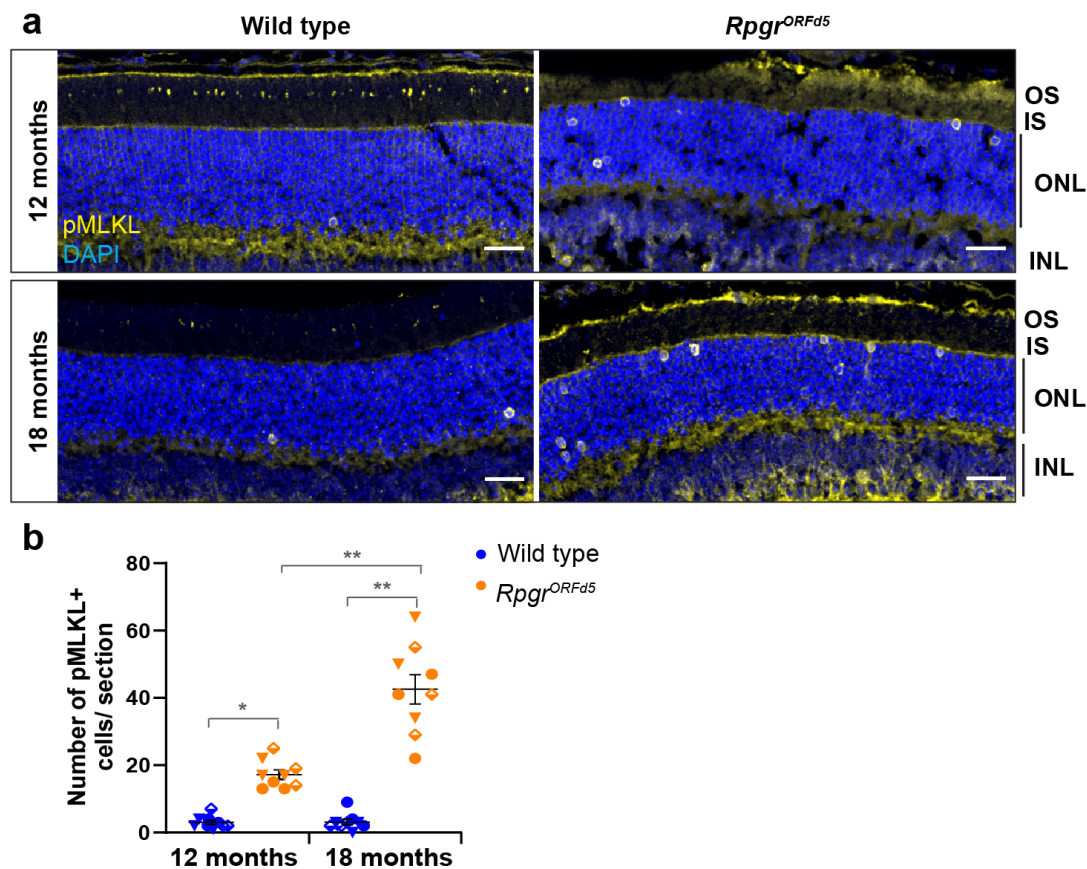 a
Wild type
Rpgr^ORFd5
12 months
pMLKL
DAPI
OS
IS
ONL
INL
18 months
OS
IS
ONL
INL
b
Wild type
Rpgr^ORFd5
Number of pMLKL+
cells/ section
80
60
40
20
0
*
**
**
12 months
18 months